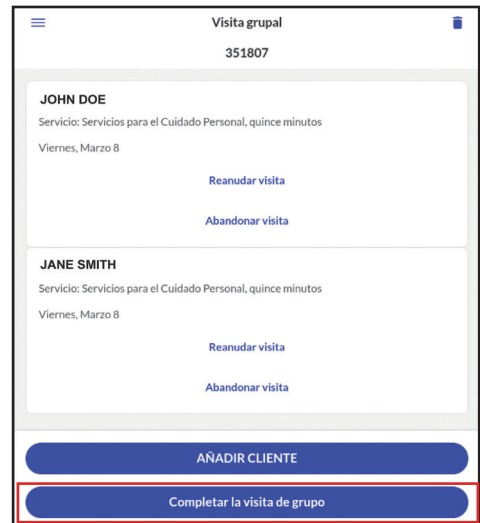 Visita grupal
351807
JOHN DOE
Servicio: Servicios para el Cuidado Personal, quince minutos
Viernes, Marzo 8
Reanudar visita
Abandonar visita
JANE SMITH
Servicio: Servicios para el Cuidado Personal, quince minutos
Viernes, Marzo 8
Reanudar visita
Abandonar visita
AÑADIR CLIENTE
Completar la visita de grupo